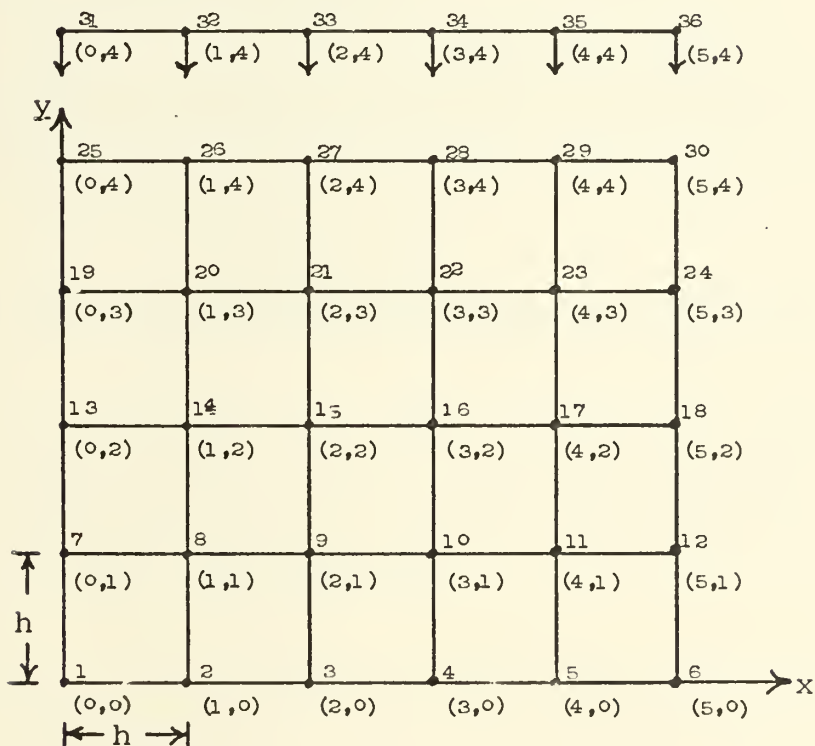 31 32 33 34 35 36
(0,4) (1,4) (2,4) (3,4) (4,4) (5,4)
y
25 26 27 28 29 30
(0,4) (1,4) (2,4) (3,4) (4,4) (5,4)
19 20 21 22 23 24
(0,3) (1,3) (2,3) (3,3) (4,3) (5,3)
13 14 15 16 17 18
(0,2) (1,2) (2,2) (3,2) (4,2) (5,2)
7 8 9 10 11 12
(0,1) (1,1) (2,1) (3,1) (4,1) (5,1)
h
1 2 3 4 5 6
x
(0,0) (1,0) (2,0) (3,0) (4,0) (5,0)
h